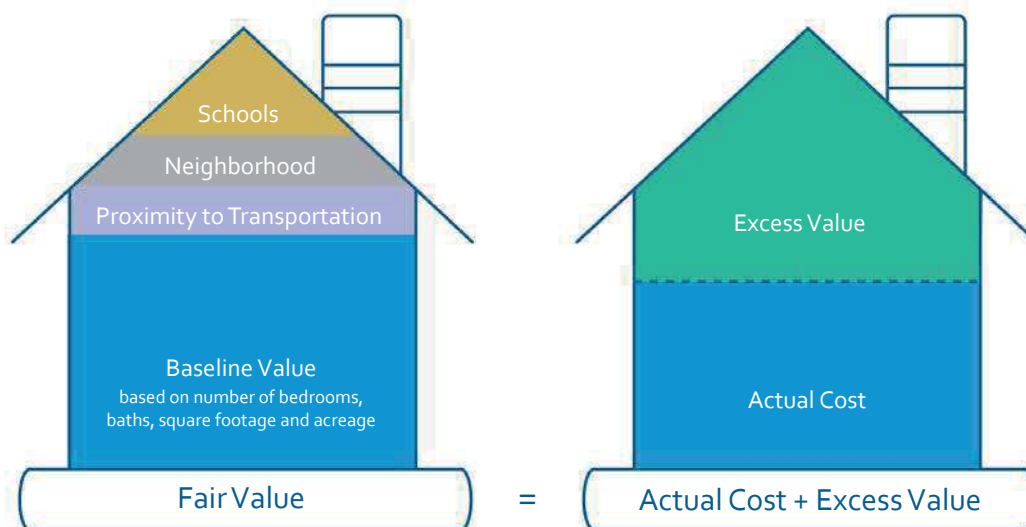 Schools
Neighborhood
Proximity to Transportation
Baseline Value
based on number of bedrooms,
baths, square footage and acreage
Fair Value
=
Excess Value
Actual Cost
Actual Cost + Excess Value